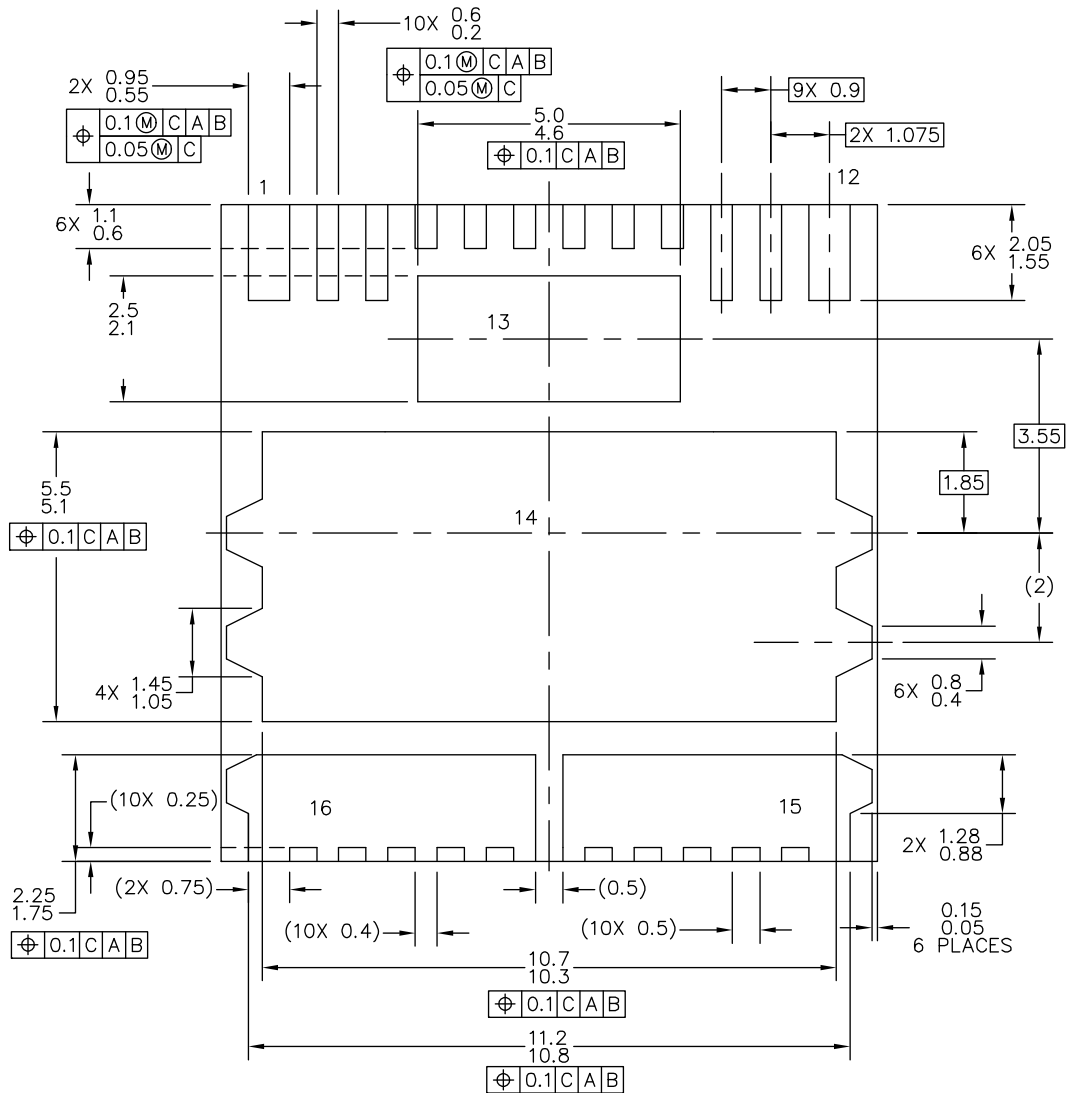 10X 0.6
0.2
⌖ 0.1Ⓜ C A B
0.05Ⓜ C
2X 0.95
0.55
⌖ 0.1Ⓜ C A B
0.05Ⓜ C
5.0
4.6
⌖ 0.1 C A B
9X 0.9
2X 1.075
1
12
6X 1.1
0.6
6X 2.05
1.55
2.5
2.1
13
3.55
1.85
5.5
5.1
⌖ 0.1 C A B
14
(2)
4X 1.45
1.05
6X 0.8
0.4
(10X 0.25)
16
15
2X 1.28
0.88
2.25
1.75
⌖ 0.1 C A B
(2X 0.75)
(0.5)
(10X 0.4)
(10X 0.5)
0.15
0.05
6 PLACES
10.7
10.3
⌖ 0.1 C A B
11.2
10.8
⌖ 0.1 C A B